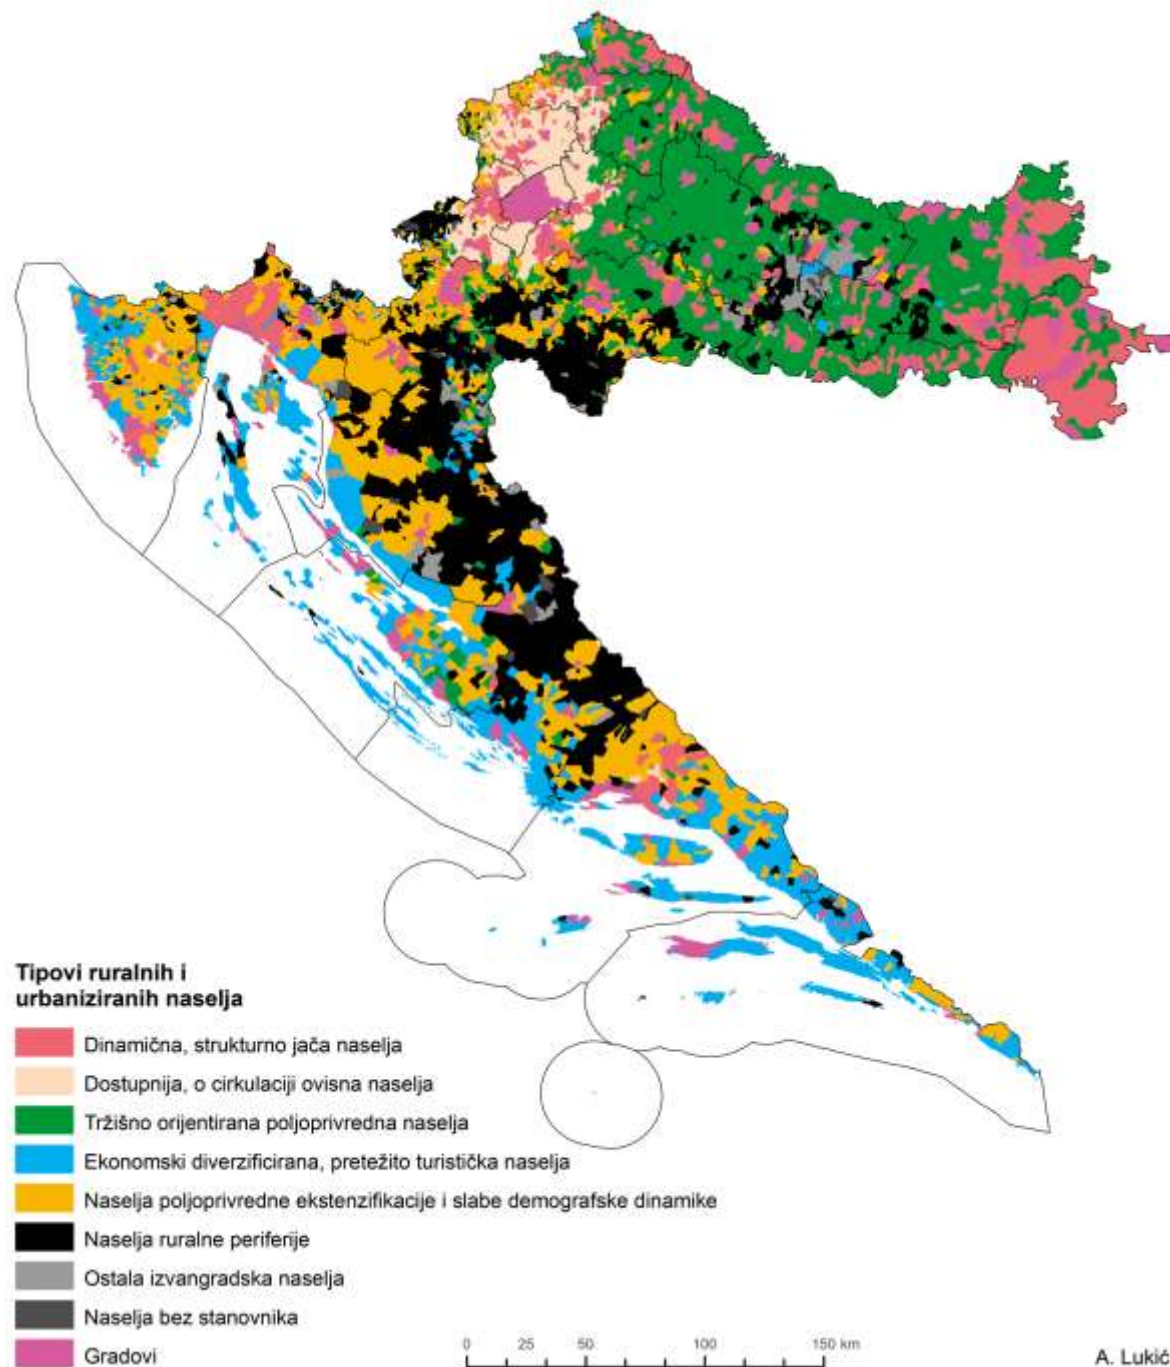 Tipovi ruralnih i
urbaniziranih naselja
Dinamična, strukturno jača naselja
Dostupnija, o cirkulaciji ovisna naselja
Tržišno orijentirana poljoprivredna naselja
Ekonomski diverzificirana, pretežito turistička naselja
Naselja poljoprivredne ekstenzifikacije i slabe demografske dinamike
Naselja ruralne periferije
Ostala izvangradska naselja
Naselja bez stanovnika
Gradovi
0 25 50 100 150 km
A. Lukić